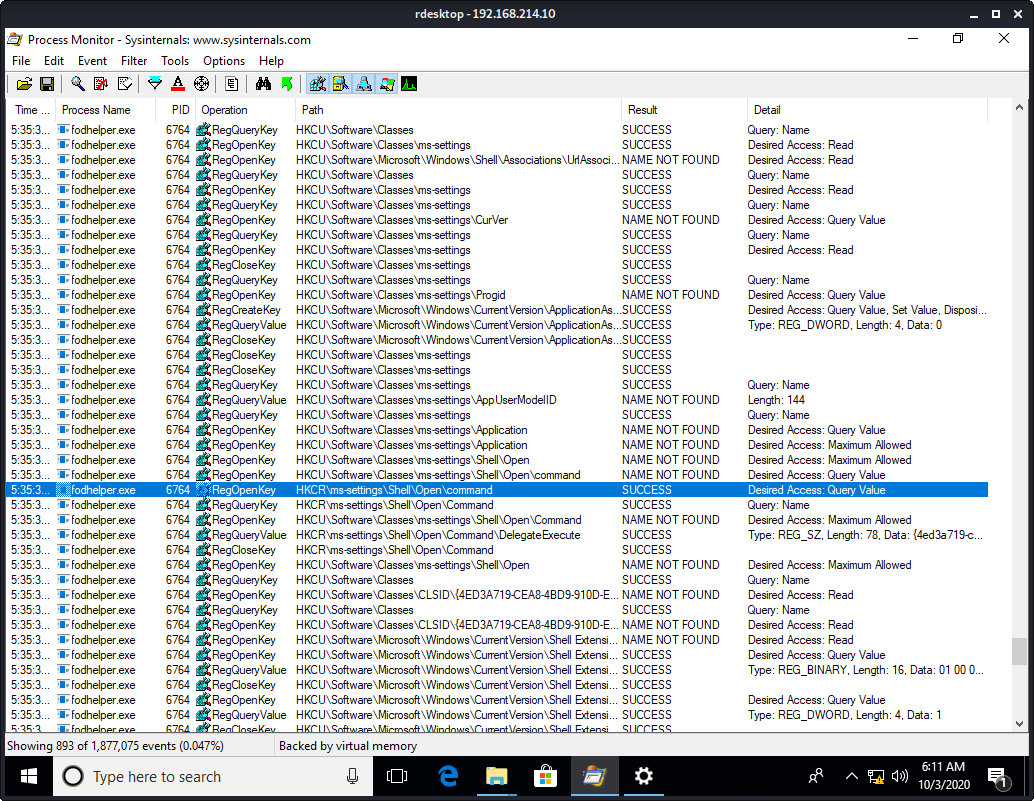 rdesktop - 192.168.214.10
Process Monitor - Sysinternals: www.sysinternals.com
File Edit Event Filter Tools Options Help
Time ... Process Name PID Operation Path Result Detail
5:35:3... fodhelper.exe 6764 RegQueryKey HKCU\Software\Classes SUCCESS Query: Name
5:35:3... fodhelper.exe 6764 RegOpenKey HKCU\Software\Classes\ms-settings SUCCESS Desired Access: Read
5:35:3... fodhelper.exe 6764 RegOpenKey HKCU\Software\Microsoft\Windows\Shell\Associations\UrlAssoci... NAME NOT FOUND Desired Access: Read
5:35:3... fodhelper.exe 6764 RegQueryKey HKCU\Software\Classes SUCCESS Query: Name
5:35:3... fodhelper.exe 6764 RegOpenKey HKCU\Software\Classes\ms-settings SUCCESS Desired Access: Read
5:35:3... fodhelper.exe 6764 RegQueryKey HKCU\Software\Classes\ms-settings SUCCESS Query: Name
5:35:3... fodhelper.exe 6764 RegOpenKey HKCU\Software\Classes\ms-settings\CurVer NAME NOT FOUND Desired Access: Query Value
5:35:3... fodhelper.exe 6764 RegQueryKey HKCU\Software\Classes\ms-settings SUCCESS Query: Name
5:35:3... fodhelper.exe 6764 RegOpenKey HKCU\Software\Classes\ms-settings SUCCESS Desired Access: Read
5:35:3... fodhelper.exe 6764 RegCloseKey HKCU\Software\Classes\ms-settings SUCCESS
5:35:3... fodhelper.exe 6764 RegQueryKey HKCU\Software\Classes\ms-settings SUCCESS Query: Name
5:35:3... fodhelper.exe 6764 RegOpenKey HKCU\Software\Classes\ms-settings\Progid NAME NOT FOUND Desired Access: Query Value
5:35:3... fodhelper.exe 6764 RegCreateKey HKCU\Software\Microsoft\Windows\CurrentVersion\ApplicationAs... SUCCESS Desired Access: Query Value, Set Value, Disposi...
5:35:3... fodhelper.exe 6764 RegQueryValue HKCU\Software\Microsoft\Windows\CurrentVersion\ApplicationAs... SUCCESS Type: REG_DWORD, Length: 4, Data: 0
5:35:3... fodhelper.exe 6764 RegCloseKey HKCU\Software\Microsoft\Windows\CurrentVersion\ApplicationAs... SUCCESS
5:35:3... fodhelper.exe 6764 RegCloseKey HKCU\Software\Classes\ms-settings SUCCESS
5:35:3... fodhelper.exe 6764 RegCloseKey HKCU\Software\Classes\ms-settings SUCCESS
5:35:3... fodhelper.exe 6764 RegQueryKey HKCU\Software\Classes\ms-settings SUCCESS Query: Name
5:35:3... fodhelper.exe 6764 RegQueryValue HKCU\Software\Classes\ms-settings\AppUserModelID NAME NOT FOUND Length: 144
5:35:3... fodhelper.exe 6764 RegQueryKey HKCU\Software\Classes\ms-settings SUCCESS Query: Name
5:35:3... fodhelper.exe 6764 RegOpenKey HKCU\Software\Classes\ms-settings\Application NAME NOT FOUND Desired Access: Query Value
5:35:3... fodhelper.exe 6764 RegOpenKey HKCU\Software\Classes\ms-settings\Application NAME NOT FOUND Desired Access: Maximum Allowed
5:35:3... fodhelper.exe 6764 RegOpenKey HKCU\Software\Classes\ms-settings\Shell\Open NAME NOT FOUND Desired Access: Maximum Allowed
5:35:3... fodhelper.exe 6764 RegOpenKey HKCU\Software\Classes\ms-settings\Shell\Open\command NAME NOT FOUND Desired Access: Query Value
5:35:3... fodhelper.exe 6764 RegOpenKey HKCR\ms-settings\Shell\Open\command SUCCESS Desired Access: Query Value
5:35:3... fodhelper.exe 6764 RegQueryKey HKCR\ms-settings\Shell\Open\Command SUCCESS Query: Name
5:35:3... fodhelper.exe 6764 RegOpenKey HKCU\Software\Classes\ms-settings\Shell\Open\Command NAME NOT FOUND Desired Access: Maximum Allowed
5:35:3... fodhelper.exe 6764 RegQueryValue HKCR\ms-settings\Shell\Open\Command\DelegateExecute SUCCESS Type: REG_SZ, Length: 78, Data: {4ed3a719-c...
5:35:3... fodhelper.exe 6764 RegCloseKey HKCR\ms-settings\Shell\Open\Command SUCCESS
5:35:3... fodhelper.exe 6764 RegOpenKey HKCU\Software\Classes\ms-settings\Shell\Open NAME NOT FOUND Desired Access: Maximum Allowed
5:35:3... fodhelper.exe 6764 RegQueryKey HKCU\Software\Classes SUCCESS Query: Name
5:35:3... fodhelper.exe 6764 RegOpenKey HKCU\Software\Classes\CLSID\{4ED3A719-CEA8-4BD9-910D-E... NAME NOT FOUND Desired Access: Read
5:35:3... fodhelper.exe 6764 RegQueryKey HKCU\Software\Classes SUCCESS Query: Name
5:35:3... fodhelper.exe 6764 RegOpenKey HKCU\Software\Classes\CLSID\{4ED3A719-CEA8-4BD9-910D-E... NAME NOT FOUND Desired Access: Read
5:35:3... fodhelper.exe 6764 RegOpenKey HKCU\Software\Microsoft\Windows\CurrentVersion\Shell Extensi... NAME NOT FOUND Desired Access: Read
5:35:3... fodhelper.exe 6764 RegOpenKey HKCU\Software\Microsoft\Windows\CurrentVersion\Shell Extensi... SUCCESS Desired Access: Query Value
5:35:3... fodhelper.exe 6764 RegQueryValue HKCU\Software\Microsoft\Windows\CurrentVersion\Shell Extensi... SUCCESS Type: REG_BINARY, Length: 16, Data: 01 00 0...
5:35:3... fodhelper.exe 6764 RegCloseKey HKCU\Software\Microsoft\Windows\CurrentVersion\Shell Extensi... SUCCESS
5:35:3... fodhelper.exe 6764 RegOpenKey HKCU\Software\Microsoft\Windows\CurrentVersion\Shell Extensi... SUCCESS Desired Access: Query Value
5:35:3... fodhelper.exe 6764 RegQueryValue HKCU\Software\Microsoft\Windows\CurrentVersion\Shell Extensi... SUCCESS Type: REG_DWORD, Length: 4, Data: 1
5:35:3... fodhelper.exe 6764 RegCloseKey HKCU\Software\Microsoft\Windows\CurrentVersion\Shell Extensi... SUCCESS
Showing 893 of 1,877,075 events (0.047%) Backed by virtual memory
Type here to search
6:11 AM
10/3/2020
1